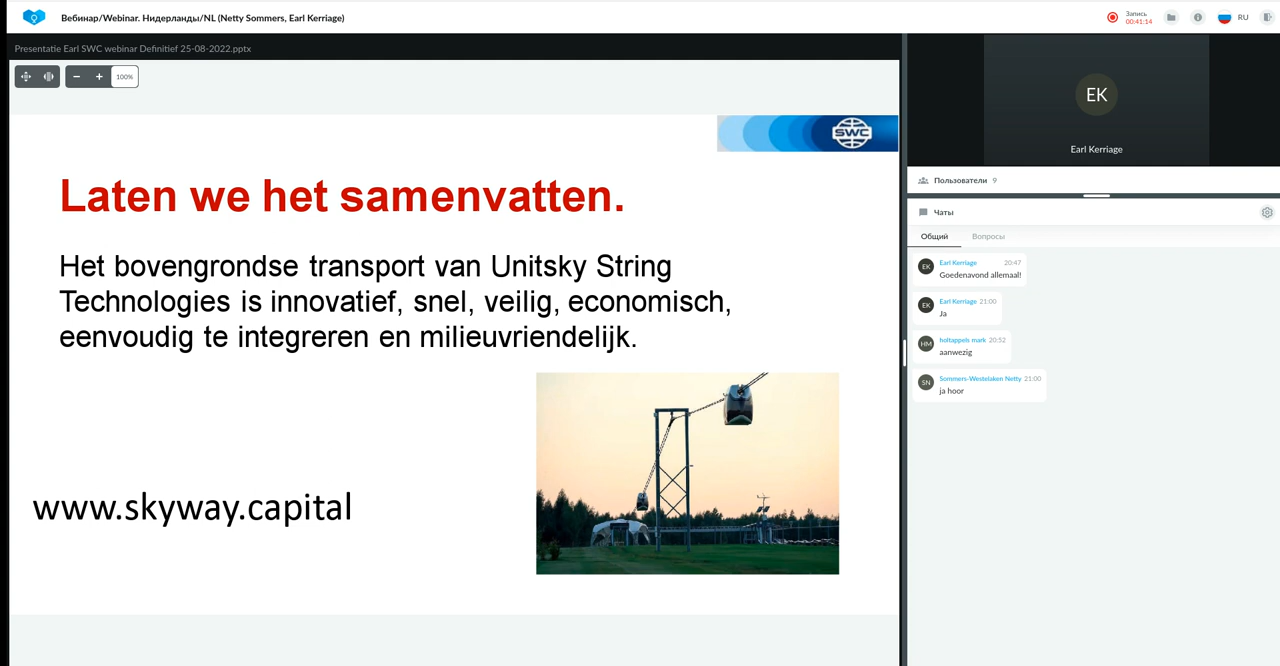 Вебинар/Webinar. Нидерланды/NL (Netty Sommers, Earl Kerriage)
Запись
00:41:14
RU
Presentatie Earl SWC webinar Definitief 25-08-2022.pptx
100%
SWC
Laten we het samenvatten.
Het bovengrondse transport van Unitsky String
Technologies is innovatief, snel, veilig, economisch,
eenvoudig te integreren en milieuvriendelijk.
www.skyway.capital
EK
Earl Kerriage
Пользователи 9
Чаты
Общий
Вопросы
EK
Earl Kerriage 20:47
Goedenavond allemaal!
EK
Earl Kerriage 21:00
Ja
HM
holtappels mark 20:52
aanwezig
SN
Sommers-Westelaken Netty 21:00
ja hoor